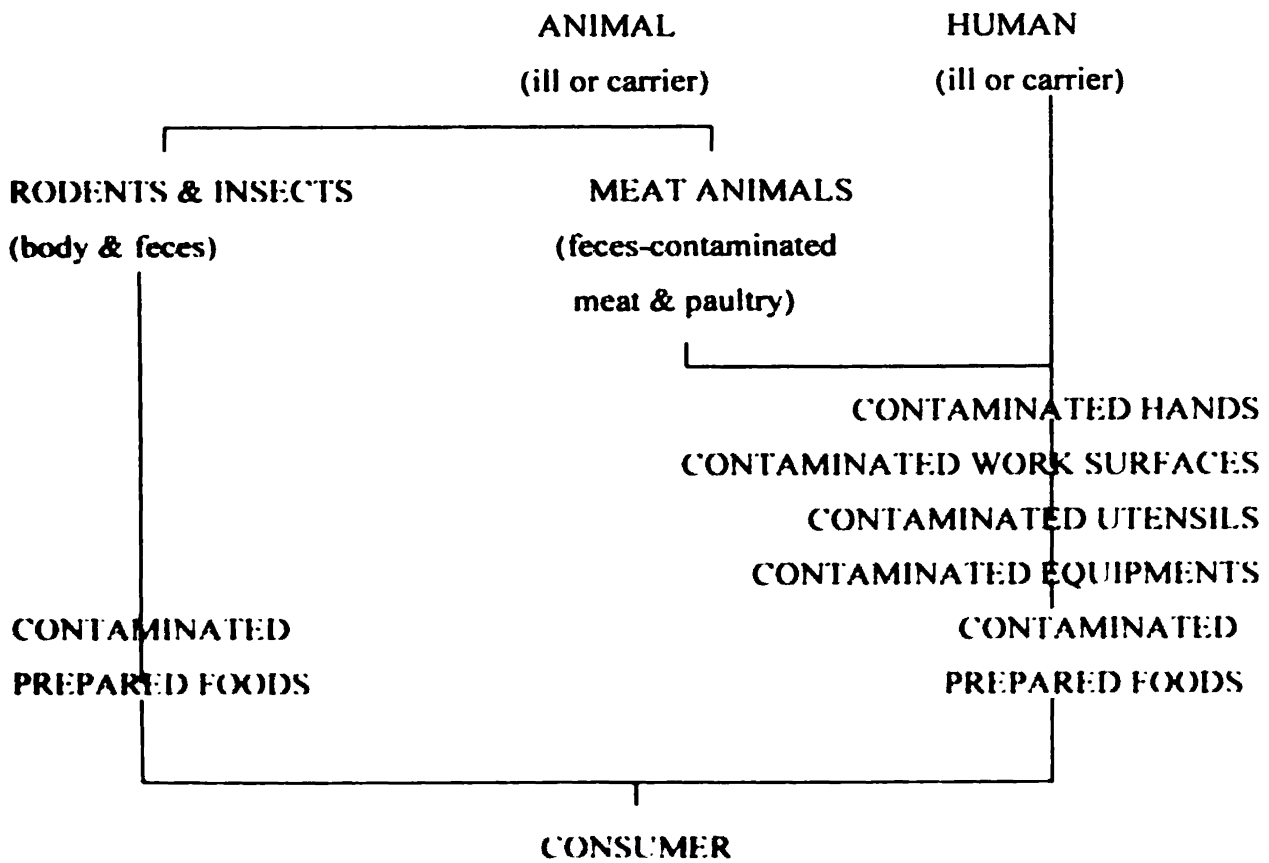 ANIMAL HUMAN
(ill or carrier) (ill or carrier)
RODENTS & INSECTS MEAT ANIMALS
(body & feces) (feces-contaminated
meat & paultry)
CONTAMINATED HANDS
CONTAMINATED WORK SURFACES
CONTAMINATED UTENSILS
CONTAMINATED EQUIPMENTS
CONTAMINATED CONTAMINATED
PREPARED FOODS PREPARED FOODS
CONSUMER